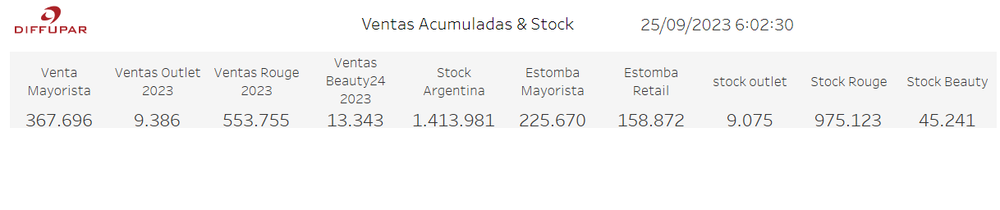 DIFFUPAR
Ventas Acumuladas & Stock
25/09/2023 6:02:30
Venta
Mayorista
Ventas Outlet
2023
Ventas Rouge
2023
Ventas
Beauty24
2023
Stock
Argentina
Estomba
Mayorista
Estomba
Retail
stock outlet
Stock Rouge
Stock Beauty
367.696
9.386
553.755
13.343
1.413.981
225.670
158.872
9.075
975.123
45.241